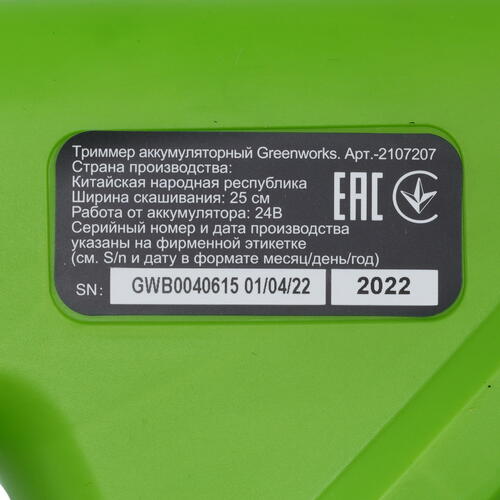 Триммер аккумуляторный Greenworks. Арт.-2107207
Страна производства:
Китайская народная республика
Ширина скашивания: 25 см
Работа от аккумулятора: 24В
Серийный номер и дата производства
указаны на фирменной этикетке
(см. S/n и дату в формате месяц/день/год)
EAC
SN: GWB0040615 01/04/22 2022